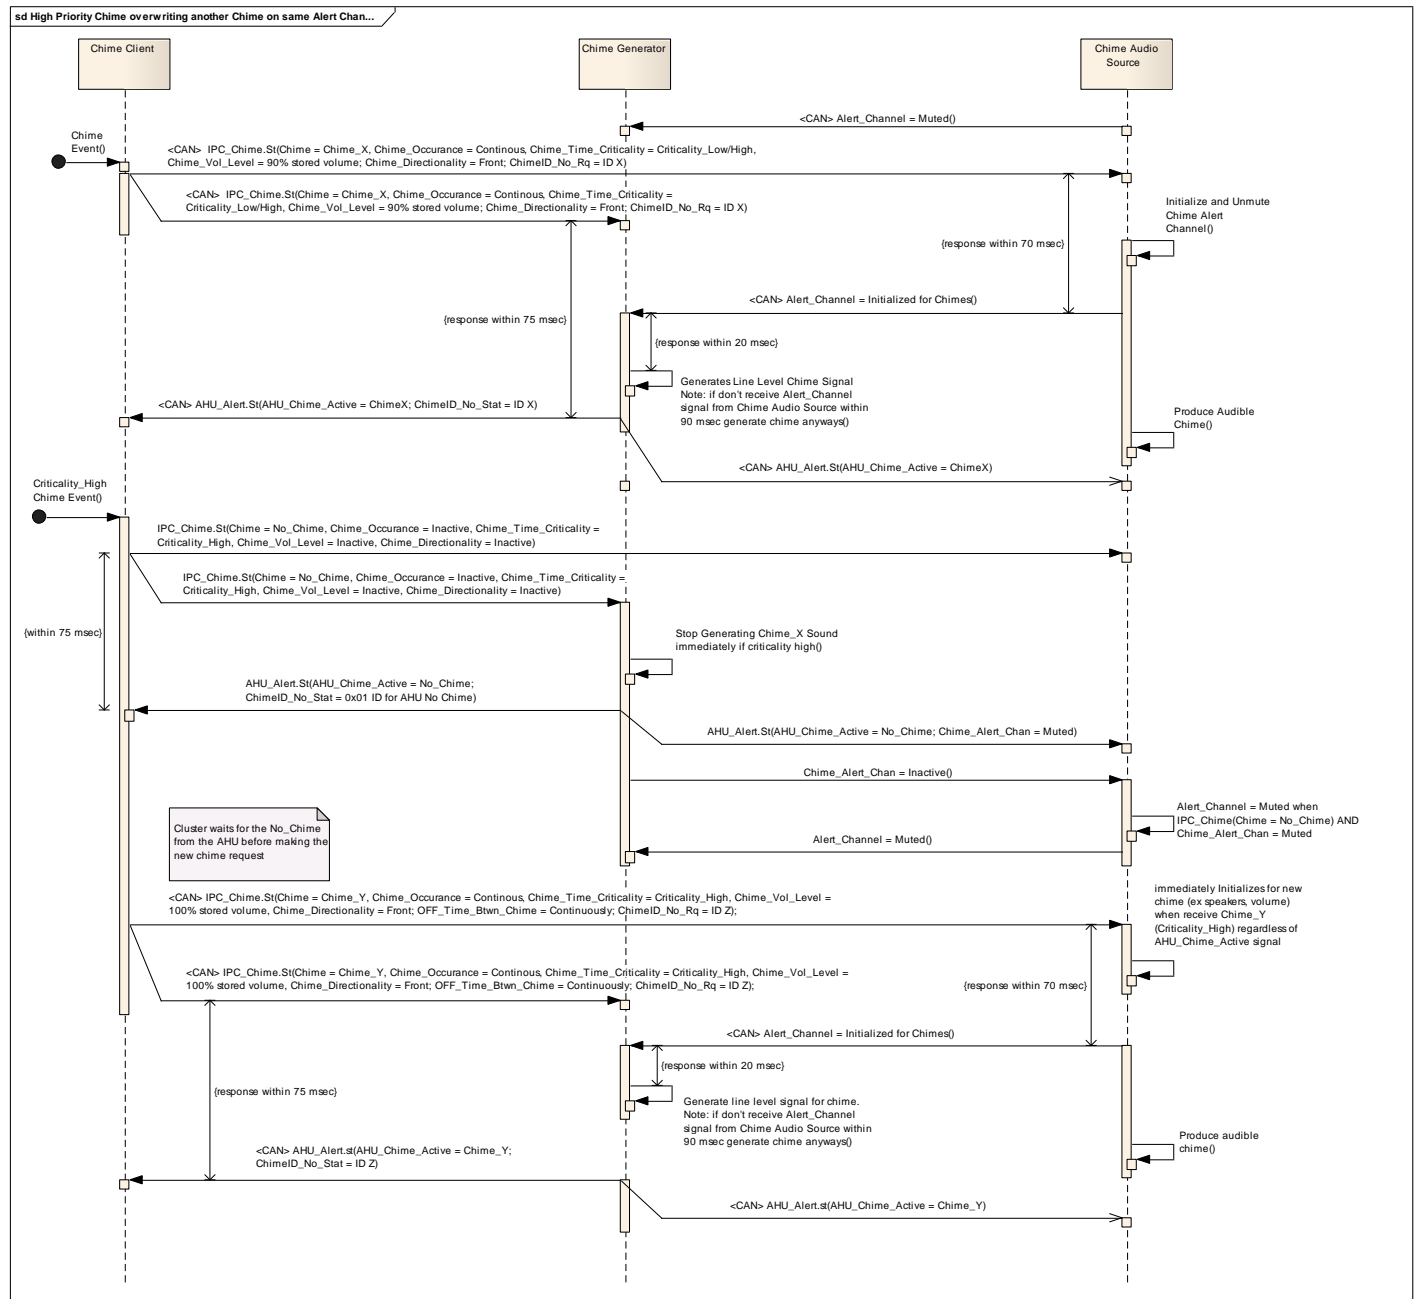 sd High Priority Chime overwriting another Chime on same Alert Chan...
Chime Client
Chime Generator
Chime Audio
Source
<CAN> Alert_Channel = Muted()
Chime
Event()
<CAN>  IPC_Chime.St(Chime = Chime_X, Chime_Occurance = Continous, Chime_Time_Criticality = Criticality_Low/High,
Chime_Vol_Level = 90% stored volume; Chime_Directionality = Front; ChimeID_No_Rq = ID X)
<CAN>  IPC_Chime.St(Chime = Chime_X, Chime_Occurance = Continous, Chime_Time_Criticality =
Criticality_Low/High, Chime_Vol_Level = 90% stored volume; Chime_Directionality = Front; ChimeID_No_Rq = ID X)
Initialize and Unmute
Chime Alert
Channel()
{response within 70 msec}
<CAN> Alert_Channel = Initialized for Chimes()
{response within 75 msec}
{response within 20 msec}
Generates Line Level Chime Signal
Note: if don't receive Alert_Channel
signal from Chime Audio Source within
90 msec generate chime anyways()
<CAN> AHU_Alert.St(AHU_Chime_Active = ChimeX; ChimeID_No_Stat = ID X)
Produce Audible
Chime()
<CAN> AHU_Alert.St(AHU_Chime_Active = ChimeX)
Criticality_High
Chime Event()
IPC_Chime.St(Chime = No_Chime, Chime_Occurance = Inactive, Chime_Time_Criticality =
Criticality_High, Chime_Vol_Level = Inactive, Chime_Directionality = Inactive)
IPC_Chime.St(Chime = No_Chime, Chime_Occurance = Inactive, Chime_Time_Criticality =
Criticality_High, Chime_Vol_Level = Inactive, Chime_Directionality = Inactive)
{within 75 msec}
Stop Generating Chime_X Sound
immediately if criticality high()
AHU_Alert.St(AHU_Chime_Active = No_Chime;
ChimeID_No_Stat = 0x01 ID for AHU No Chime)
AHU_Alert.St(AHU_Chime_Active = No_Chime; Chime_Alert_Chan = Muted)
Chime_Alert_Chan = Inactive()
Alert_Channel = Muted when
IPC_Chime(Chime = No_Chime) AND
Chime_Alert_Chan = Muted
Cluster waits for the No_Chime
from the AHU before making the
new chime request
Alert_Channel = Muted()
<CAN> IPC_Chime.St(Chime = Chime_Y, Chime_Occurance = Continous, Chime_Time_Criticality = Criticality_High, Chime_Vol_Level =
100% stored volume, Chime_Directionality = Front; OFF_Time_Btwn_Chime = Continuously; ChimeID_No_Rq = ID Z);
immediately Initializes for new
chime (ex speakers, volume)
when receive Chime_Y
(Criticality_High) regardless of
AHU_Chime_Active signal
<CAN> IPC_Chime.St(Chime = Chime_Y, Chime_Occurance = Continous, Chime_Time_Criticality = Criticality_High, Chime_Vol_Level =
100% stored volume, Chime_Directionality = Front; OFF_Time_Btwn_Chime = Continuously; ChimeID_No_Rq = ID Z);
{response within 70 msec}
<CAN> Alert_Channel = Initialized for Chimes()
{response within 20 msec}
{response within 75 msec}
Generate line level signal for chime.
Note: if don't receive Alert_Channel
signal from Chime Audio Source within
90 msec generate chime anyways()
<CAN> AHU_Alert.st(AHU_Chime_Active = Chime_Y;
ChimeID_No_Stat = ID Z)
Produce audible
chime()
<CAN> AHU_Alert.st(AHU_Chime_Active = Chime_Y)